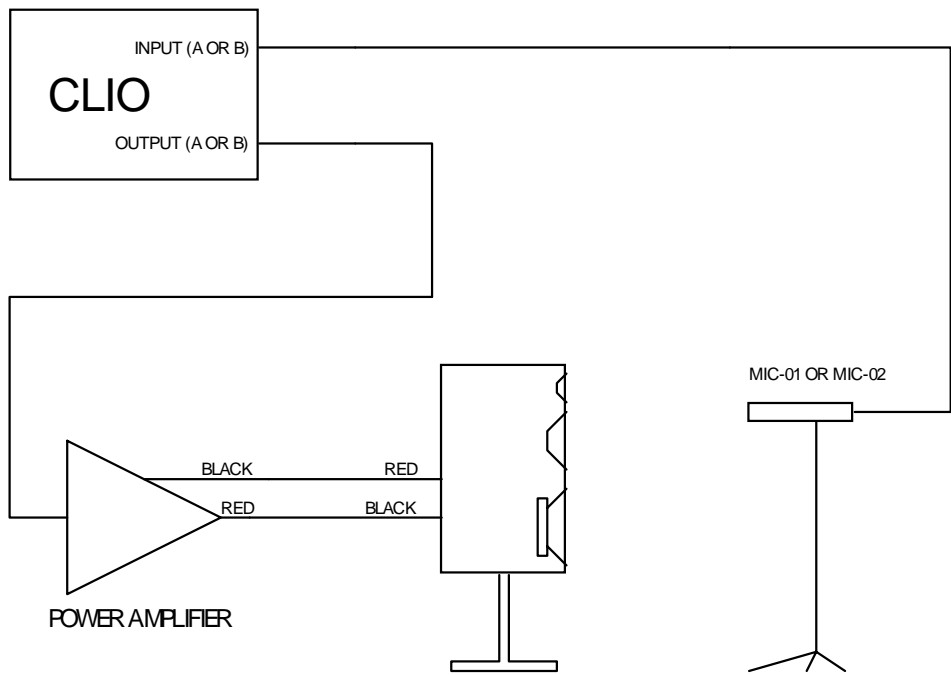 INPUT (A OR B)
CLIO
OUTPUT (A OR B)
MIC-01 OR MIC-02
BLACK RED
RED BLACK
POWER AMPLIFIER